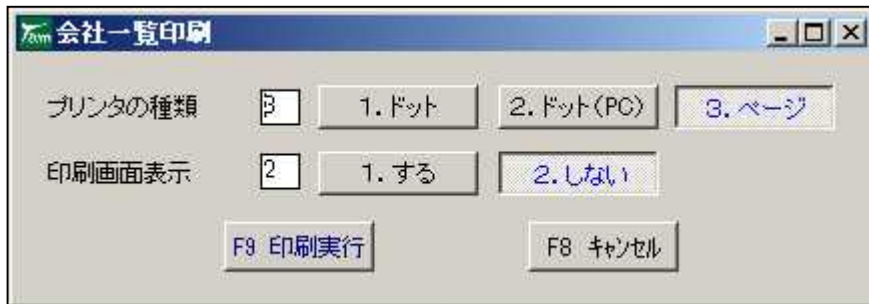 Tam 会社一覧印刷
プリンタの種類 3 1.ドット 2.ドット(PC) 3.ページ
印刷画面表示 2 1.する 2.しない
F9 印刷実行 F8 キャンセル